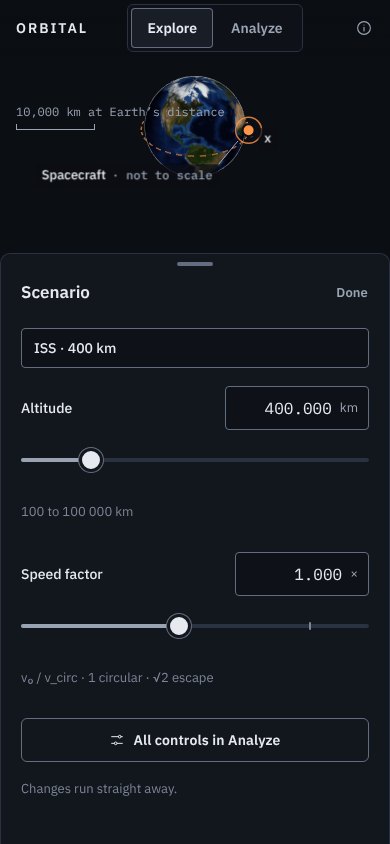 ORBITAL
Explore
Analyze
10,000 km at Earth's distance
x
Spacecraft · not to scale
Scenario
Done
ISS · 400 km
Altitude
400.000 km
100 to 100 000 km
Speed factor
1.000 ×
v₀ / v_circ · 1 circular · √2 escape
All controls in Analyze
Changes run straight away.